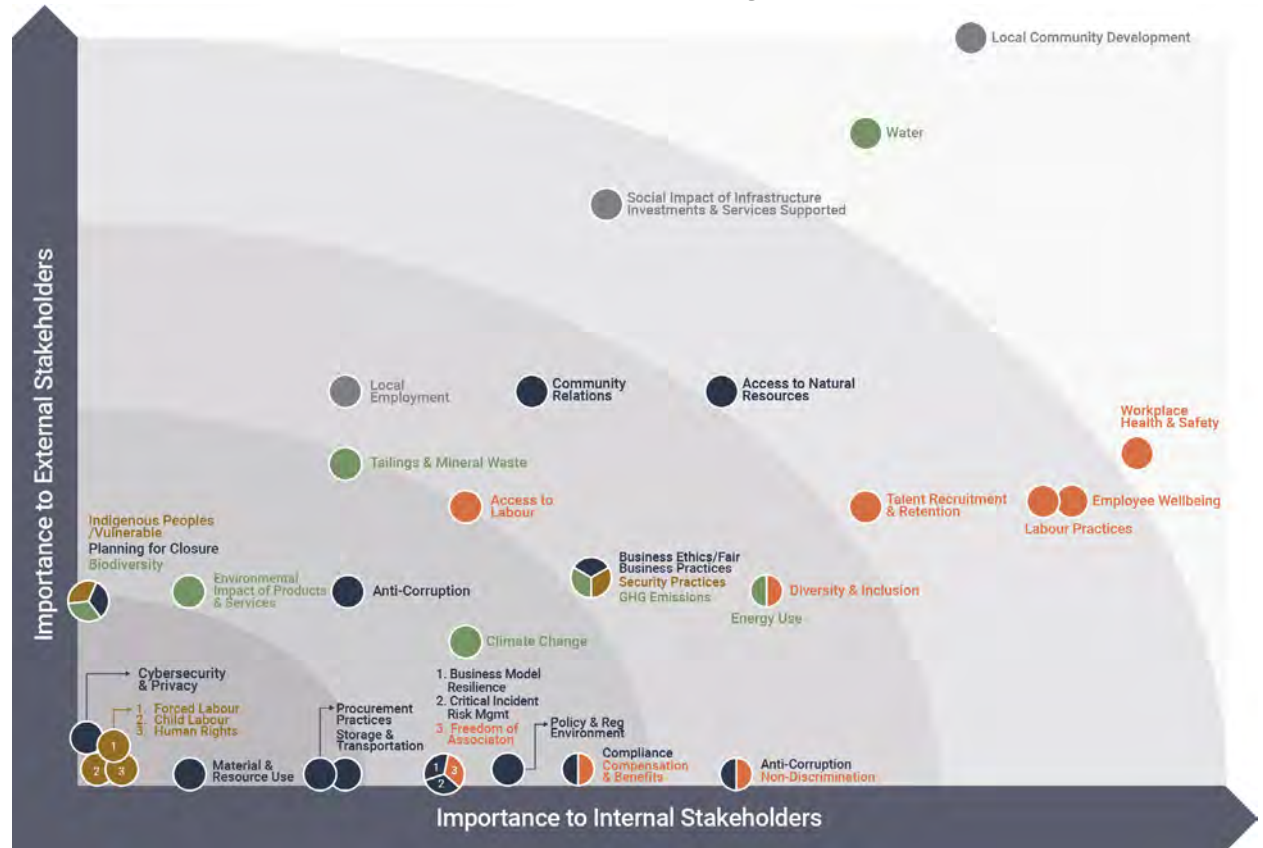 Local Community Development
Water
Social Impact of Infrastructure
Investments & Services Supported
Importance to External Stakeholders
Local
Employment
Community
Relations
Access to Natural
Resources
Workplace
Health & Safety
Tailings & Mineral Waste
Access to
Labour
Talent Recruitment
& Retention
Employee Wellbeing
Labour Practices
Indigenous Peoples
/Vulnerable
Planning for Closure
Biodiversity
Environmental
Impact of Products
& Services
Anti-Corruption
Business Ethics/Fair
Business Practices
Security Practices
GHG Emissions
Diversity & Inclusion
Energy Use
Climate Change
Cybersecurity
& Privacy
1. Forced Labour
2. Child Labour
3. Human Rights
1
2
3
Material &
Resource Use
Procurement
Practices
Storage &
Transportation
1. Business Model
Resilience
2. Critical Incident
Risk Mgmt
3. Freedom of
Associaton
1
3
2
Policy & Reg
Environment
Compliance
Compensation
& Benefits
Anti-Corruption
Non-Discrimination
Importance to Internal Stakeholders